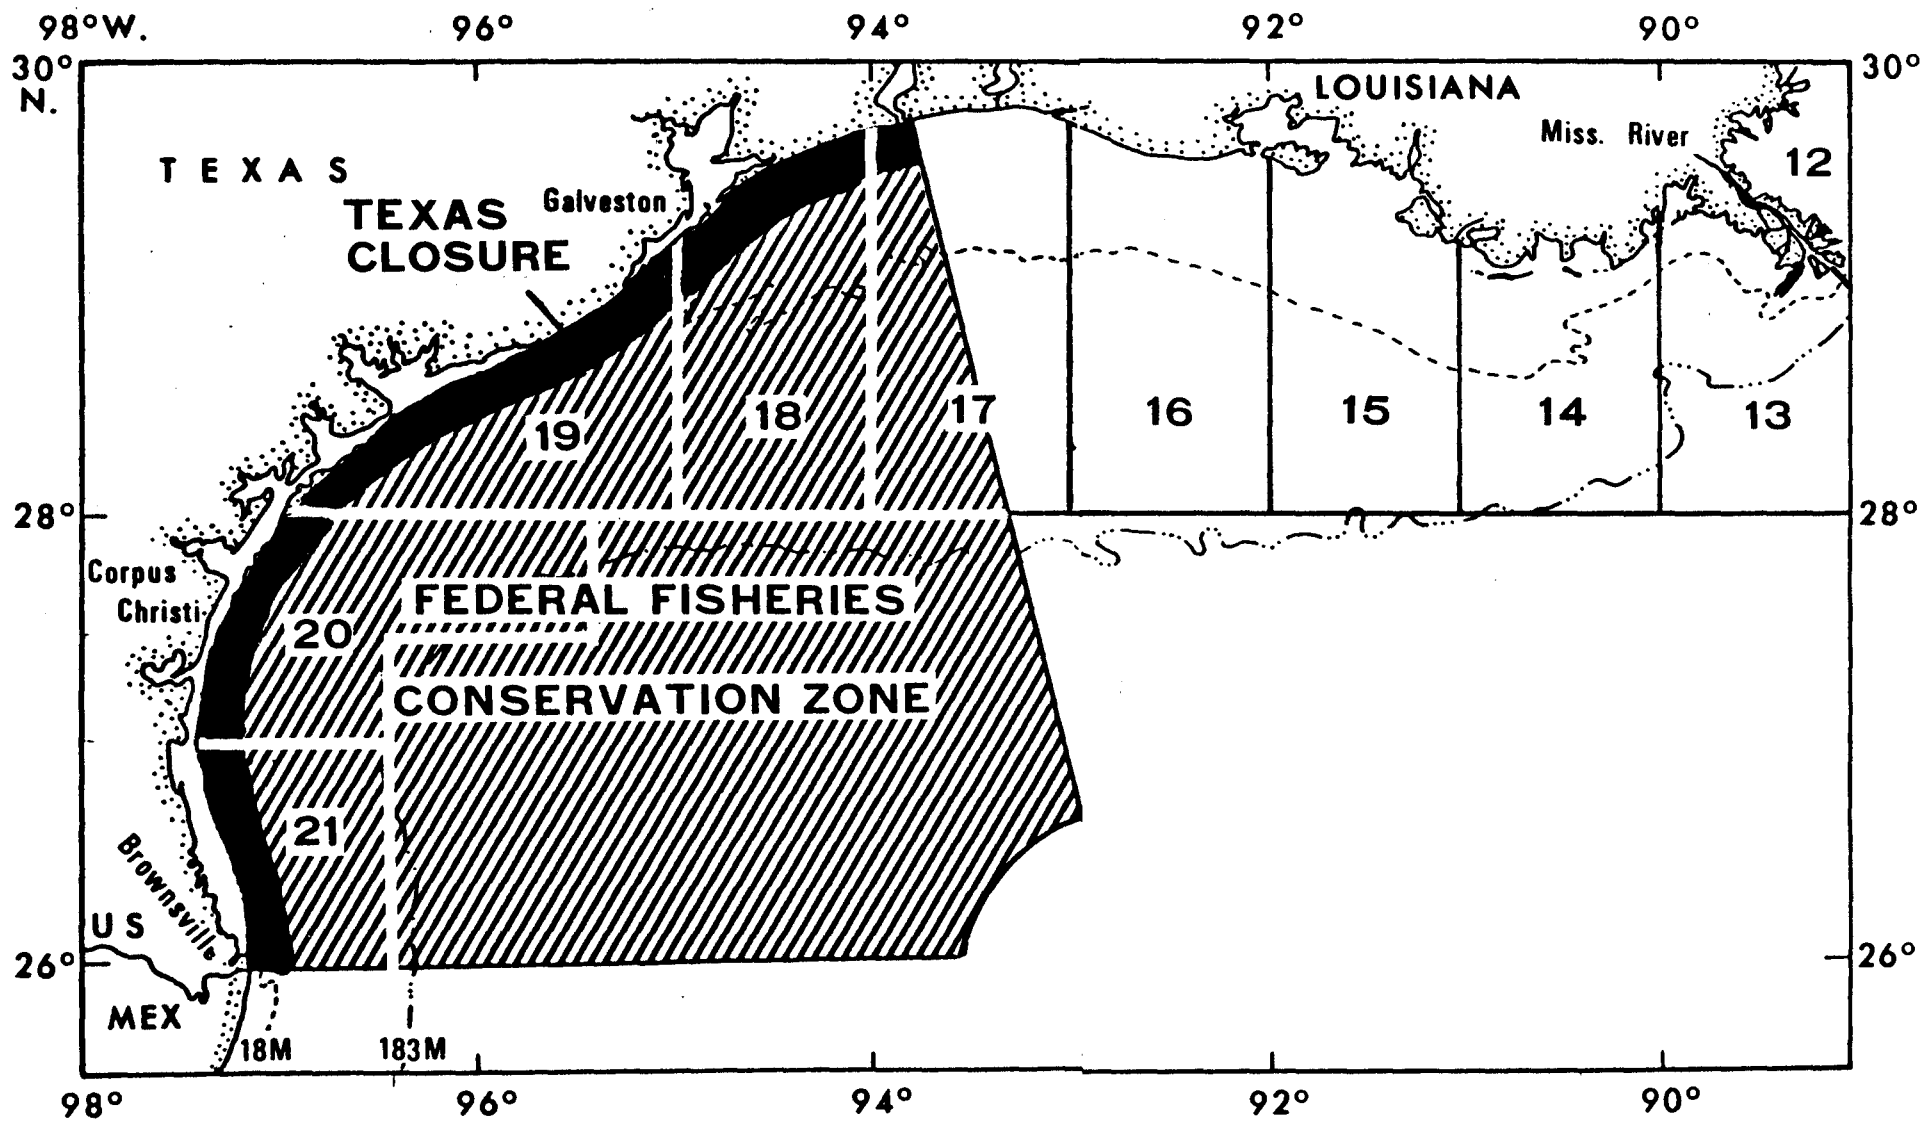 98°W. 96° 94° 92° 90°
30° 30°
N.
LOUISIANA
Miss. River
12
TEXAS
Galveston
TEXAS
CLOSURE
19 18 17 16 15 14 13
28° 28°
Corpus
Christi
FEDERAL FISHERIES
20
CONSERVATION ZONE
21
Brownsville
US
26° 26°
MEX
18M 183M
98° 96° 94° 92° 90°